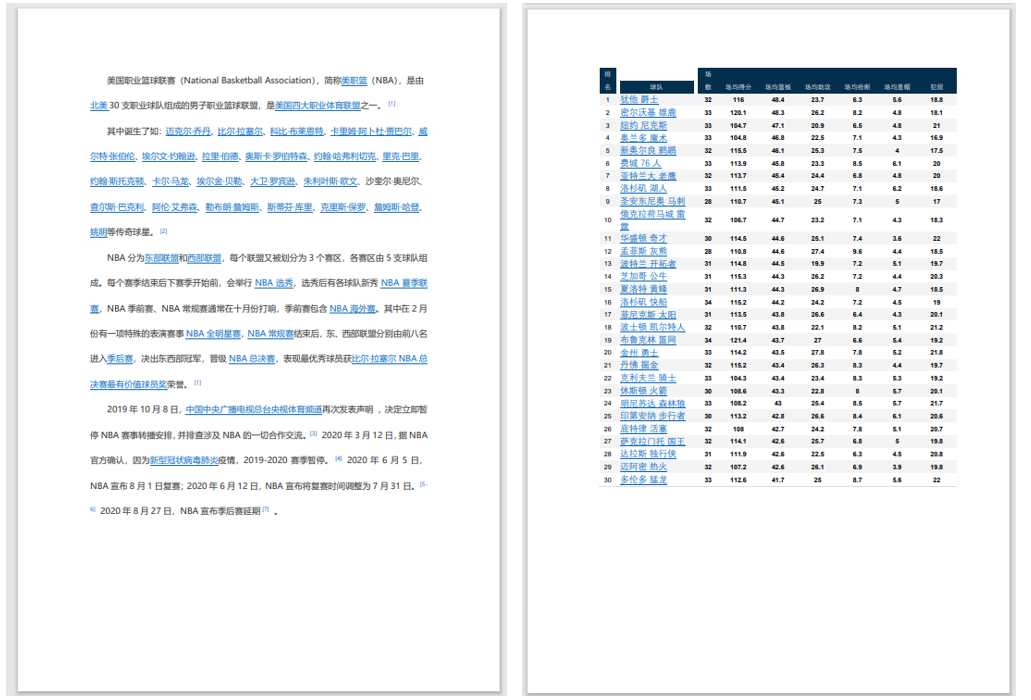 美国职业篮球联赛（National Basketball Association），简称美职篮（NBA），是由
北美 30 支职业球队组成的男子职业篮球联盟，是美国四大职业体育联盟之一。 [1]
其中诞生了如：迈克尔·乔丹、比尔·拉塞尔、科比·布莱恩特、卡里姆·阿卜杜·贾巴尔、威
尔特·张伯伦、埃尔文·约翰逊、拉里·伯德、奥斯卡·罗伯特森、约翰·哈弗利切克、里克·巴里、
约翰·斯托克顿、卡尔·马龙、埃尔金·贝勒、大卫·罗宾逊、朱利叶斯·欧文、沙奎尔·奥尼尔、
查尔斯·巴克利、阿伦·艾弗森、勒布朗·詹姆斯、斯蒂芬·库里、克里斯·保罗、詹姆斯·哈登、
姚明等传奇球星。 [2]
NBA 分为东部联盟和西部联盟，每个联盟又被划分为 3 个赛区，各赛区由 5 支球队组
成。每个赛季结束后下赛季开始前，会举行 NBA 选秀，选秀后有各球队新秀 NBA 夏季联
赛，NBA 季前赛、NBA 常规赛通常在十月份打响，季前赛包含 NBA 海外赛。其中在 2 月
份有一项特殊的表演赛事 NBA 全明星赛，NBA 常规赛结束后，东、西部联盟分别由前八名
进入季后赛，决出东西部冠军，晋级 NBA 总决赛，表现最优秀球员获比尔·拉塞尔 NBA 总
决赛最有价值球员奖荣誉。 [1]
2019 年 10 月 8 日，中国中央广播电视总台央视体育频道再次发表声明 ，决定立即暂
停 NBA 赛事转播安排，并排查涉及 NBA 的一切合作交流。[3] 2020 年 3 月 12 日，据 NBA
官方确认，因为新型冠状病毒肺炎疫情，2019-2020 赛季暂停。 [4] 2020 年 6 月 5 日，
NBA 宣布 8 月 1 日复赛；2020 年 6 月 12 日，NBA 宣布将复赛时间调整为 7 月 31 日。[5-
6] 2020 年 8 月 27 日，NBA 宣布季后赛延期 [7] 。
排名 球队 场数 场均得分 场均篮板 场均助攻 场均抢断 场均盖帽 犯规
1 犹他 爵士 32 116 48.4 23.7 6.3 5.6 18.8
2 密尔沃基 雄鹿 33 120.1 48.3 26.2 8.2 4.8 18.1
3 纽约 尼克斯 33 104.7 47.1 20.9 6.5 4.8 21
4 奥兰多 魔术 33 104.8 46.8 22.5 7.1 4.3 16.9
5 新奥尔良 鹈鹕 32 115.5 46.1 25.3 7.5 4 17.5
6 费城 76 人 33 113.9 45.8 23.3 8.5 6.1 20
7 亚特兰大 老鹰 32 113.7 45.4 24.4 6.8 4.8 20
8 洛杉矶 湖人 33 111.5 45.2 24.7 7.1 6.2 18.6
9 圣安东尼奥 马刺 28 110.7 45.1 25 7.3 5 17
10 俄克拉荷马城 雷霆 32 106.7 44.7 23.2 7.1 4.3 18.3
11 华盛顿 奇才 30 114.5 44.6 25.1 7.4 3.6 22
12 孟菲斯 灰熊 28 110.8 44.6 27.4 9.6 4.4 18.5
13 波特兰 开拓者 31 114.8 44.5 19.9 7.2 5.1 19.7
14 芝加哥 公牛 31 115.3 44.3 26.2 7.2 4.4 20.3
15 夏洛特 黄蜂 31 111.3 44.3 26.9 8 4.7 18.5
16 洛杉矶 快船 34 115.2 44.2 24.2 7.2 4.5 19
17 菲尼克斯 太阳 31 113.5 43.8 26.6 6.4 4.3 20.1
18 波士顿 凯尔特人 32 110.7 43.8 22.1 8.2 5.1 21.2
19 布鲁克林 篮网 34 121.4 43.7 27 6.6 5.4 19.2
20 金州 勇士 33 114.2 43.5 27.8 7.8 5.2 21.8
21 丹佛 掘金 32 115.2 43.4 26.3 8.3 4.4 19.7
22 克利夫兰 骑士 33 104.3 43.4 23.4 8.3 5.3 19.2
23 休斯顿 火箭 30 108.6 43.3 22.8 8 5.7 20.1
24 明尼苏达 森林狼 33 108.2 43 25.4 8.5 5.7 21.7
25 印第安纳 步行者 30 113.2 42.8 26.6 8.4 6.1 20.6
26 底特律 活塞 32 108 42.7 24.2 7.8 5.1 20.7
27 萨克拉门托 国王 32 114.1 42.6 25.7 6.8 5 19.8
28 达拉斯 独行侠 31 111.9 42.6 22.5 6.3 4.5 20.8
29 迈阿密 热火 32 107.2 42.6 26.1 6.9 3.9 19.8
30 多伦多 猛龙 33 112.6 41.7 25 8.7 5.6 22